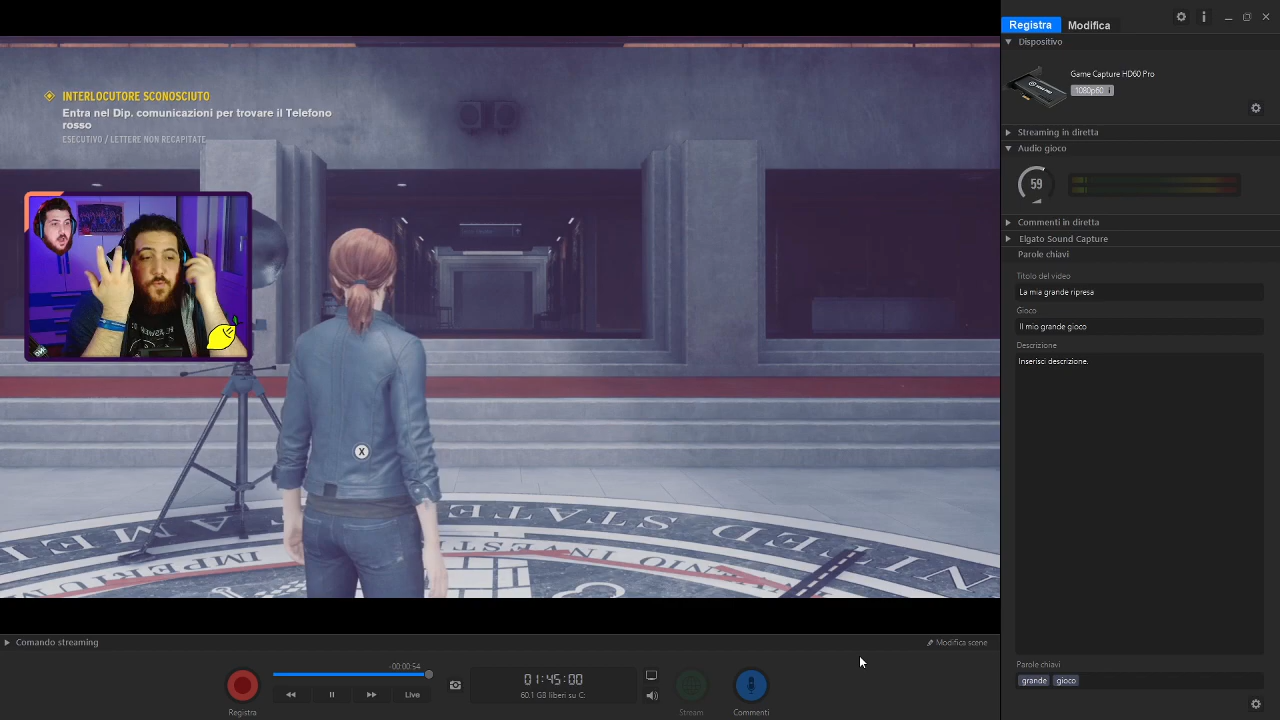 Registra
Modifica
Dispositivo
Game Capture HD60 Pro
1080p60
Streaming in diretta
Audio gioco
59
Commenti in diretta
Elgato Sound Capture
Parole chiavi
Titolo del video
La mia grande ripresa
Gioco
Il mio grande gioco
Descrizione
Inserisci descrizione.
Parole chiavi
grande
gioco
INTERLOCUTORE SCONOSCIUTO
Entra nel Dip. comunicazioni per trovare il Telefono
rosso
ESECUTIVO / LETTERE NON RECAPITATE
X
Comando streaming
Modifica scene
-00:00:54
Live
01:45:00
60.1 GB liberi su C:
Registra
Stream
Commenti